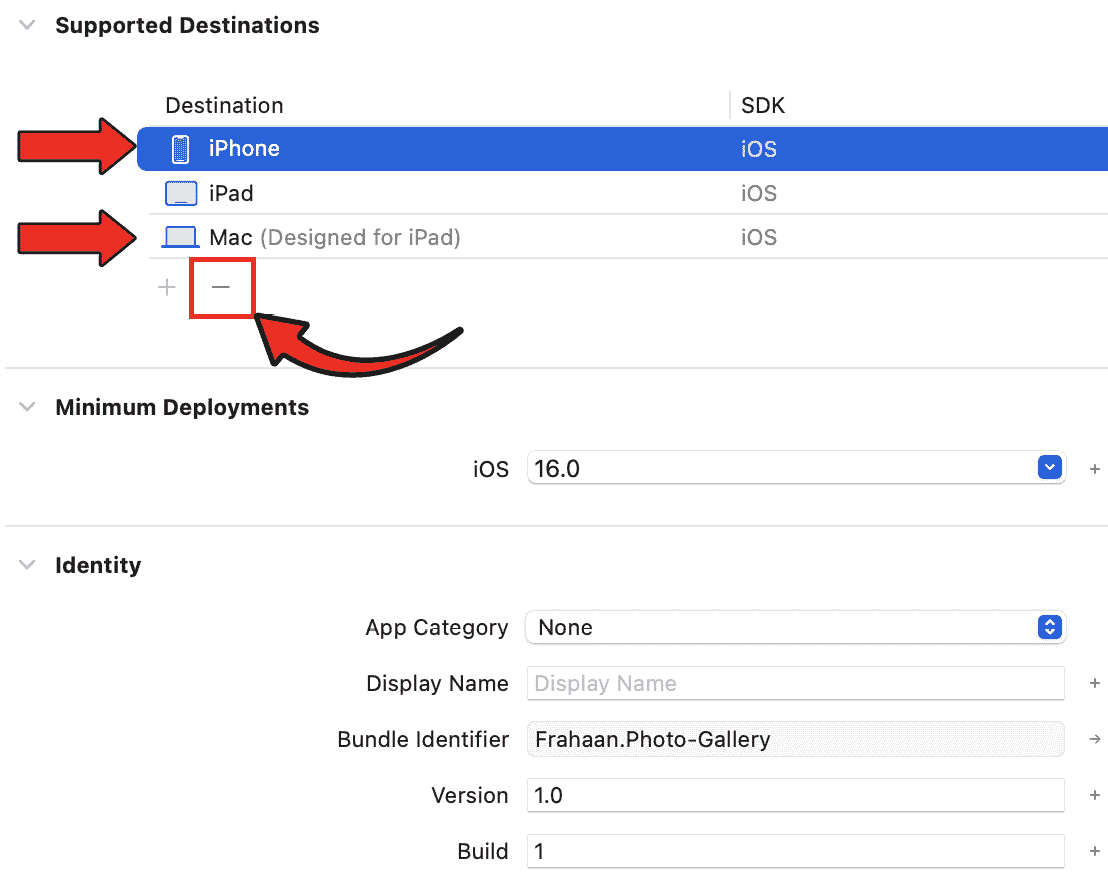 Supported Destinations
Destination SDK
iPhone iOS
iPad iOS
Mac (Designed for iPad) iOS
Minimum Deployments
iOS 16.0
Identity
App Category None
Display Name Display Name
Bundle Identifier Frahaan.Photo-Gallery
Version 1.0
Build 1